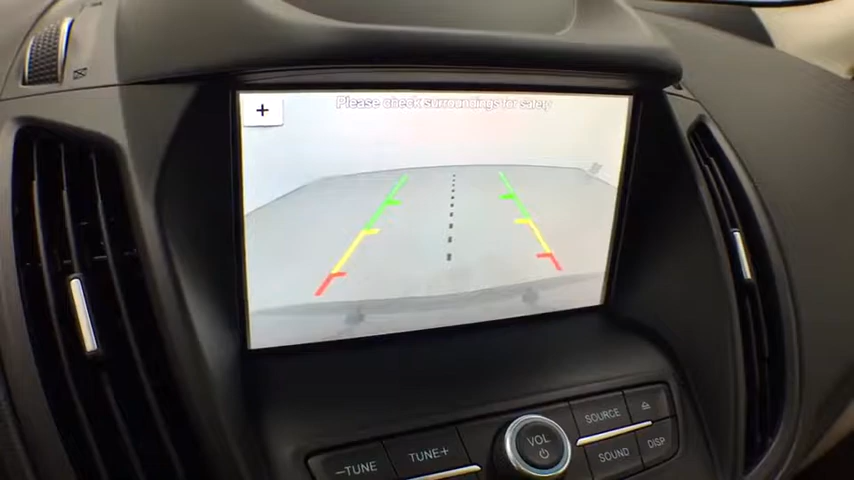 Please check surroundings for safety
+
SOURCE
VOL
DISP
TUNE+
SOUND
−TUNE